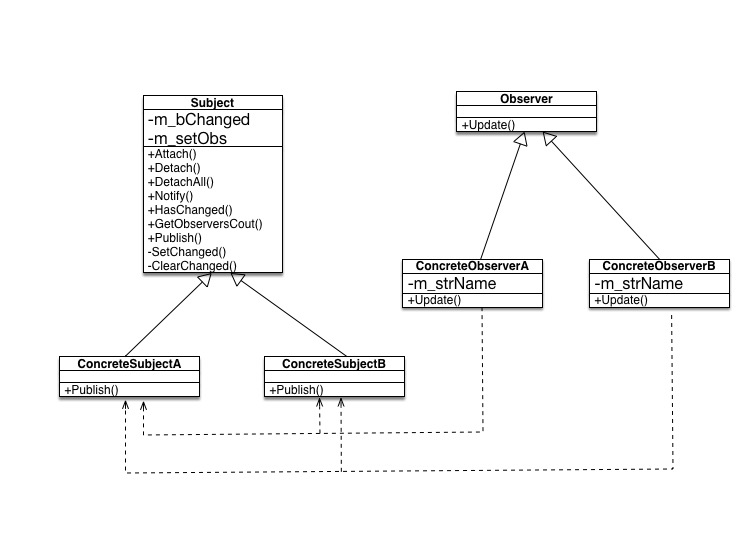 Subject
-m_bChanged
-m_setObs
+Attach()
+Detach()
+DetachAll()
+Notify()
+HasChanged()
+GetObserversCout()
+Publish()
-SetChanged()
-ClearChanged()
Observer
+Update()
ConcreteObserverA
-m_strName
+Update()
ConcreteObserverB
-m_strName
+Update()
ConcreteSubjectA
+Publish()
ConcreteSubjectB
+Publish()